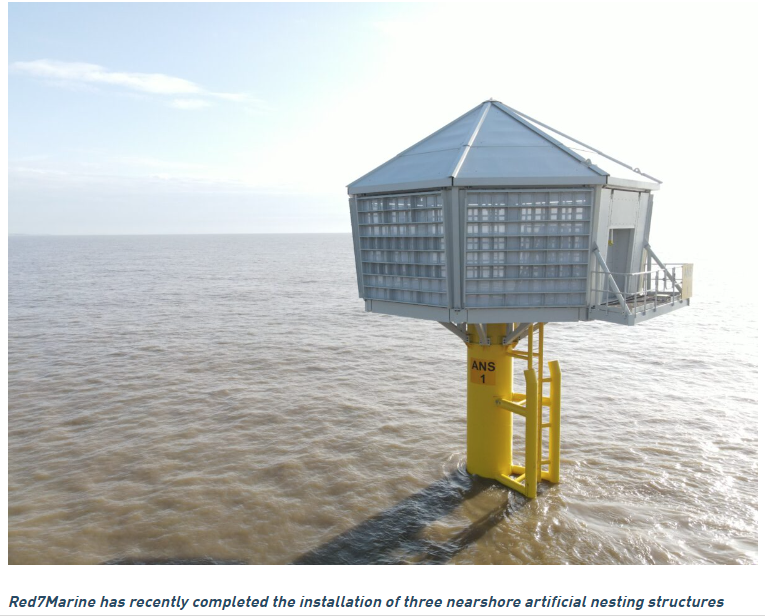 ANS
1
Red7Marine has recently completed the installation of three nearshore artificial nesting structures